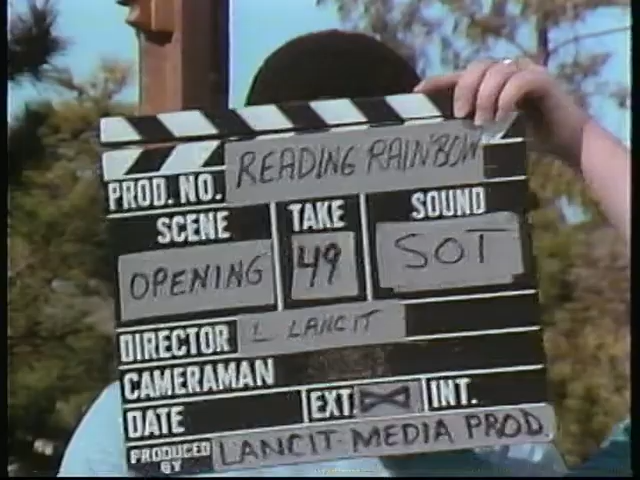 PROD. NO. READING RAINBOW
SCENE TAKE SOUND
OPENING 49 SOT
DIRECTOR L LANCIT
CAMERAMAN
DATE EXT. INT.
PRODUCED BY LANCIT MEDIA PROD.